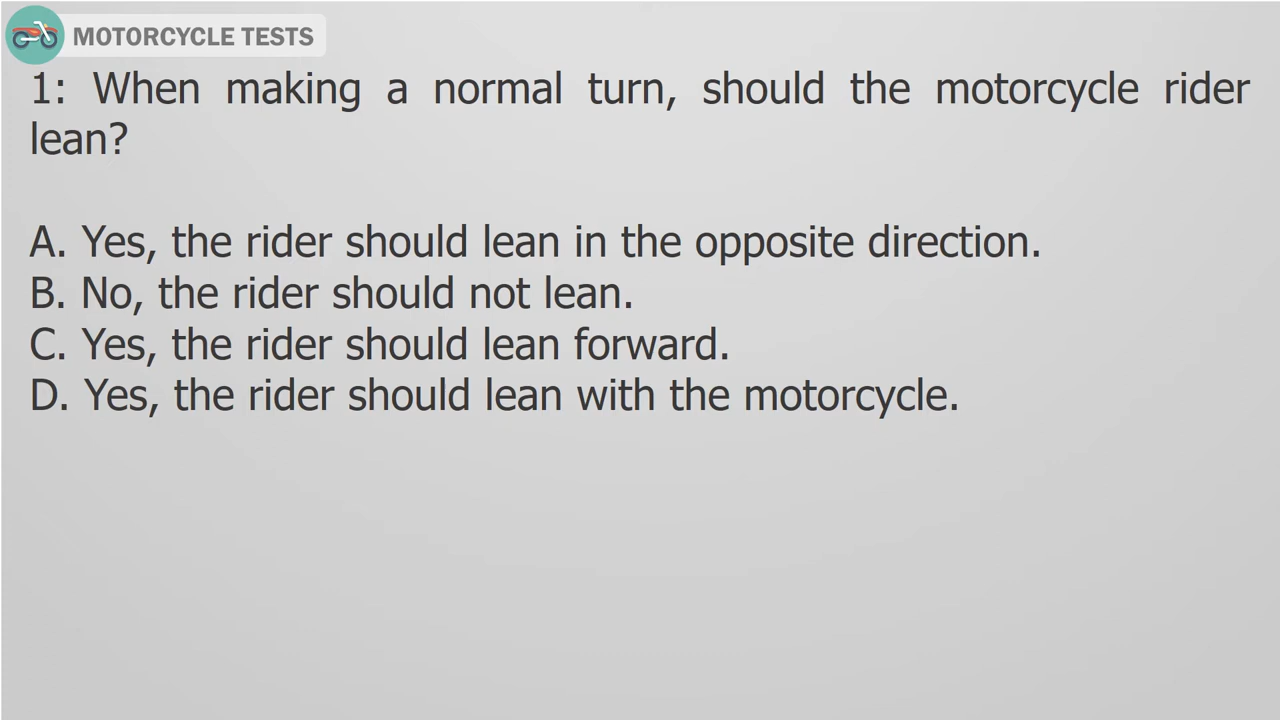 MOTORCYCLE TESTS
1: When making a normal turn, should the motorcycle rider
lean?
A. Yes, the rider should lean in the opposite direction.
B. No, the rider should not lean.
C. Yes, the rider should lean forward.
D. Yes, the rider should lean with the motorcycle.